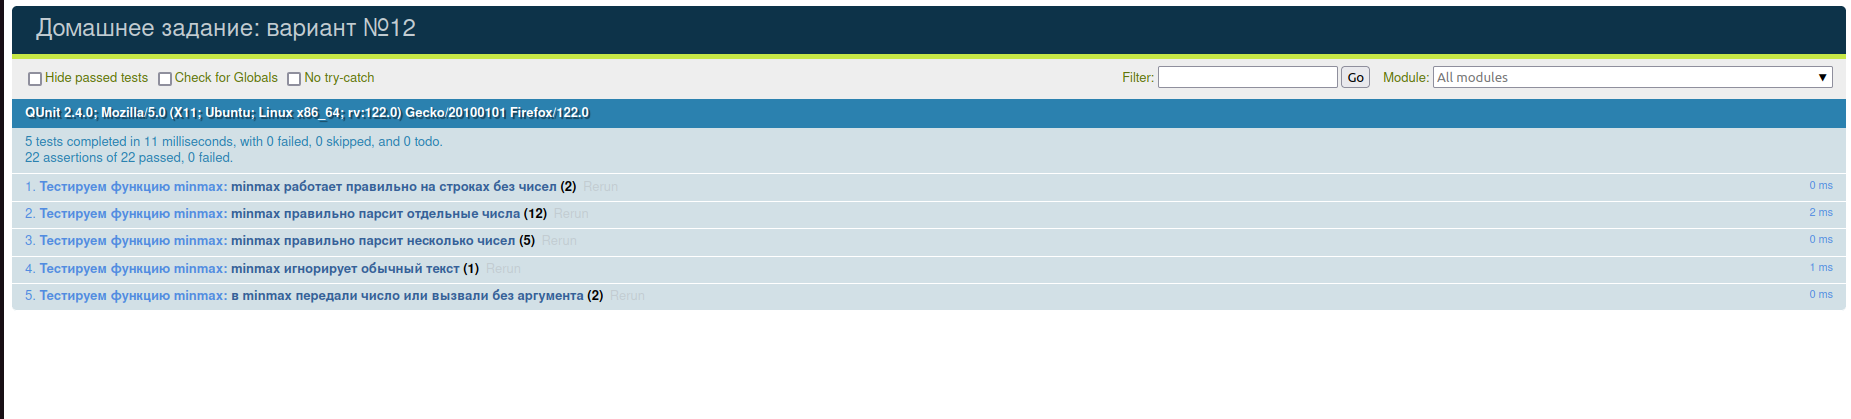 Домашнее задание: вариант №12
Hide passed tests Check for Globals No try-catch Filter: Go Module: All modules ▼
QUnit 2.4.0; Mozilla/5.0 (X11; Ubuntu; Linux x86_64; rv:122.0) Gecko/20100101 Firefox/122.0
5 tests completed in 11 milliseconds, with 0 failed, 0 skipped, and 0 todo.
22 assertions of 22 passed, 0 failed.
1. Тестируем функцию minmax: minmax работает правильно на строках без чисел (2) Rerun 0 ms
2. Тестируем функцию minmax: minmax правильно парсит отдельные числа (12) Rerun 2 ms
3. Тестируем функцию minmax: minmax правильно парсит несколько чисел (5) Rerun 0 ms
4. Тестируем функцию minmax: minmax игнорирует обычный текст (1) Rerun 1 ms
5. Тестируем функцию minmax: в minmax передали число или вызвали без аргумента (2) Rerun 0 ms